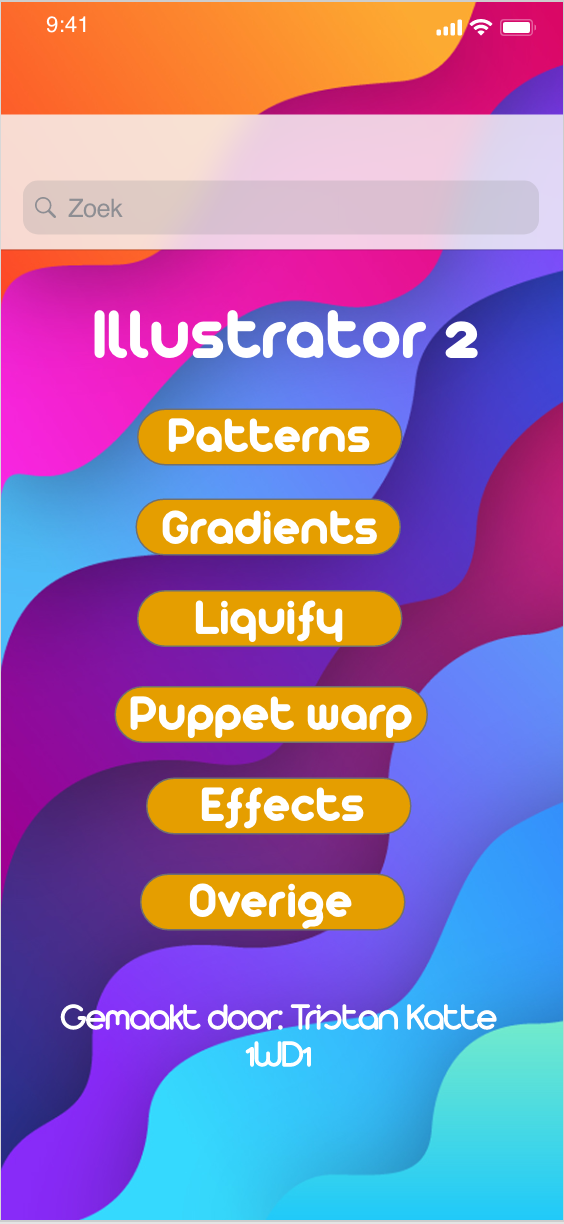 9:41
Zoek
Illustrator 2
Patterns
Gradients
Liquify
Puppet warp
Effects
Overige
Gemaakt door: Tristan Katte
1WD1